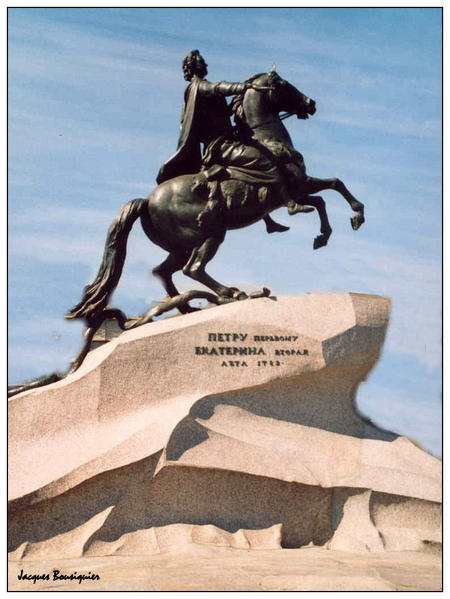 ПЕТРУ ПЕРЬВОМУ
ЕКАТЕРИНА ВТОРАЯ
ЛѢТА 1782.
Jacques Bousiquier